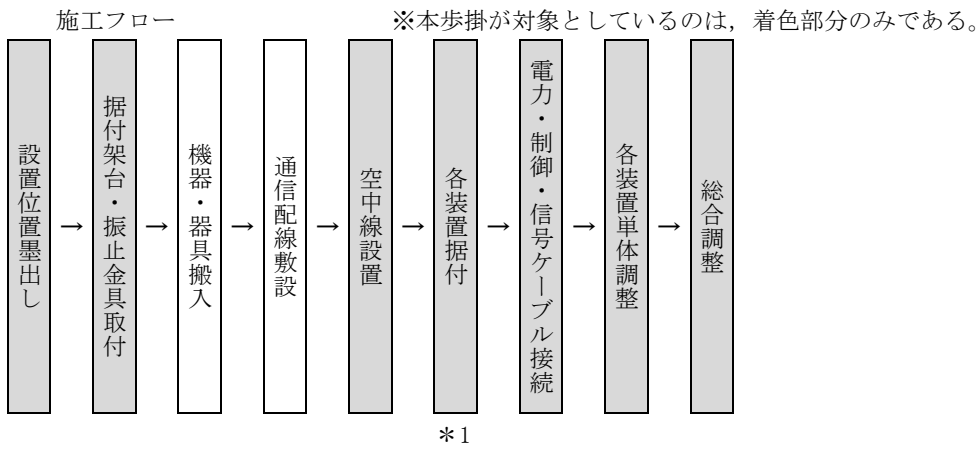 施工フロー
※本歩掛が対象としているのは，着色部分のみである。
設置位置墨出し
→
据付架台・振止金具取付
→
機器・器具搬入
→
通信配線敷設
→
空中線設置
→
各装置据付
→
電力・制御・信号ケーブル接続
→
各装置単体調整
→
総合調整
＊1